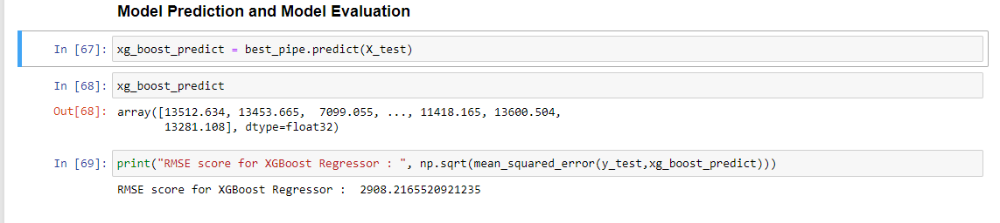 Model Prediction and Model Evaluation
In [67]: xg_boost_predict = best_pipe.predict(X_test)
In [68]: xg_boost_predict
Out[68]: array([13512.634, 13453.665,  7099.055, ..., 11418.165, 13600.504,
13281.108], dtype=float32)
In [69]: print("RMSE score for XGBoost Regressor : ", np.sqrt(mean_squared_error(y_test,xg_boost_predict)))
RMSE score for XGBoost Regressor :  2908.2165520921235